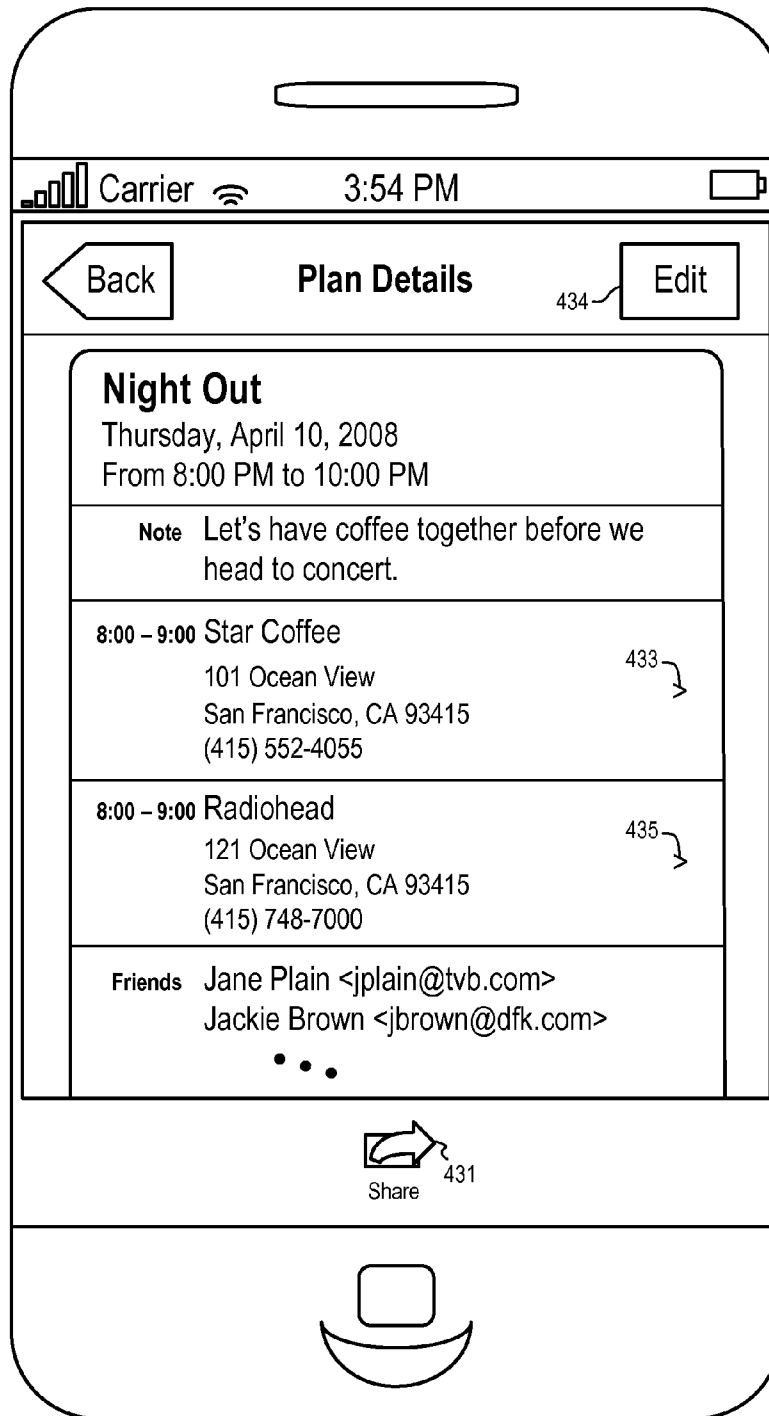 Carrier 3:54 PM
Back Plan Details 434 Edit
Night Out
Thursday, April 10, 2008
From 8:00 PM to 10:00 PM
Note Let's have coffee together before we
head to concert.
8:00 – 9:00 Star Coffee
433
101 Ocean View
San Francisco, CA 93415
(415) 552-4055
8:00 – 9:00 Radiohead
435
121 Ocean View
San Francisco, CA 93415
(415) 748-7000
Friends Jane Plain <jplain@tvb.com>
Jackie Brown <jbrown@dfk.com>
• • •
431
Share